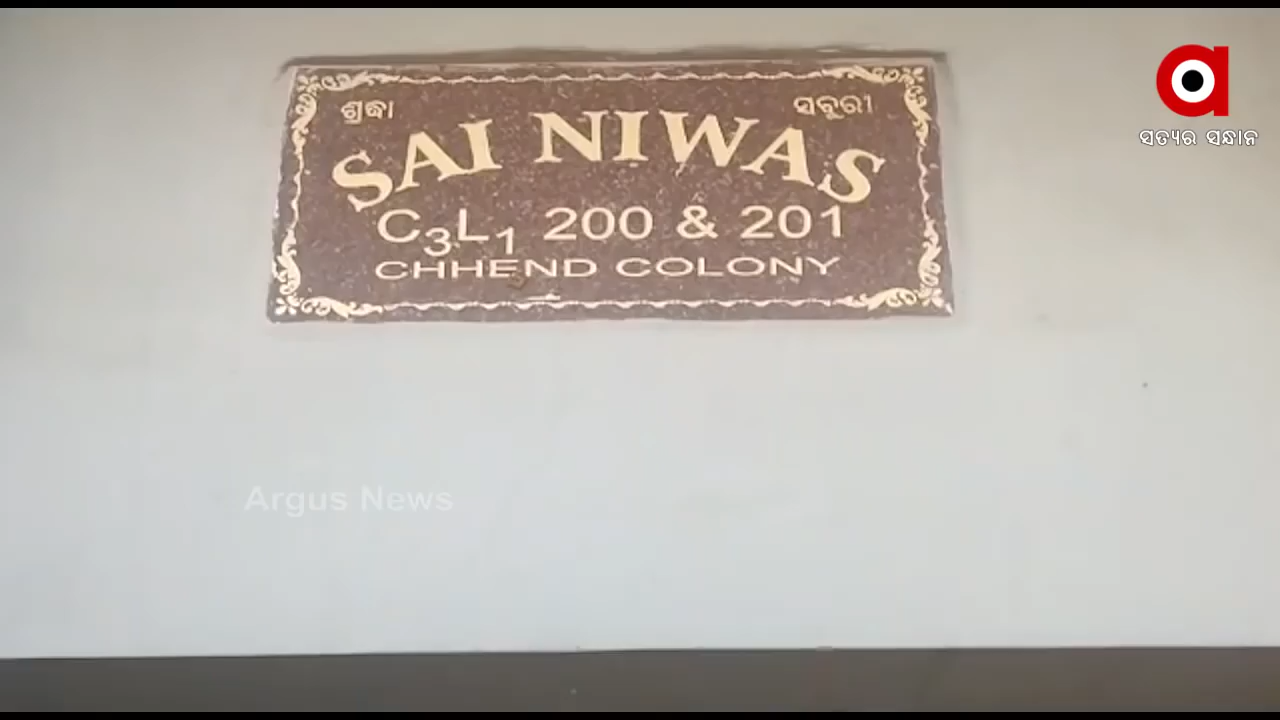 ଶ୍ରଦ୍ଧା ସବୁରୀ
SAI NIWAS
C3L1 200 & 201
CHHEND COLONY
ସତ୍ୟର ସନ୍ଧାନ
Argus News